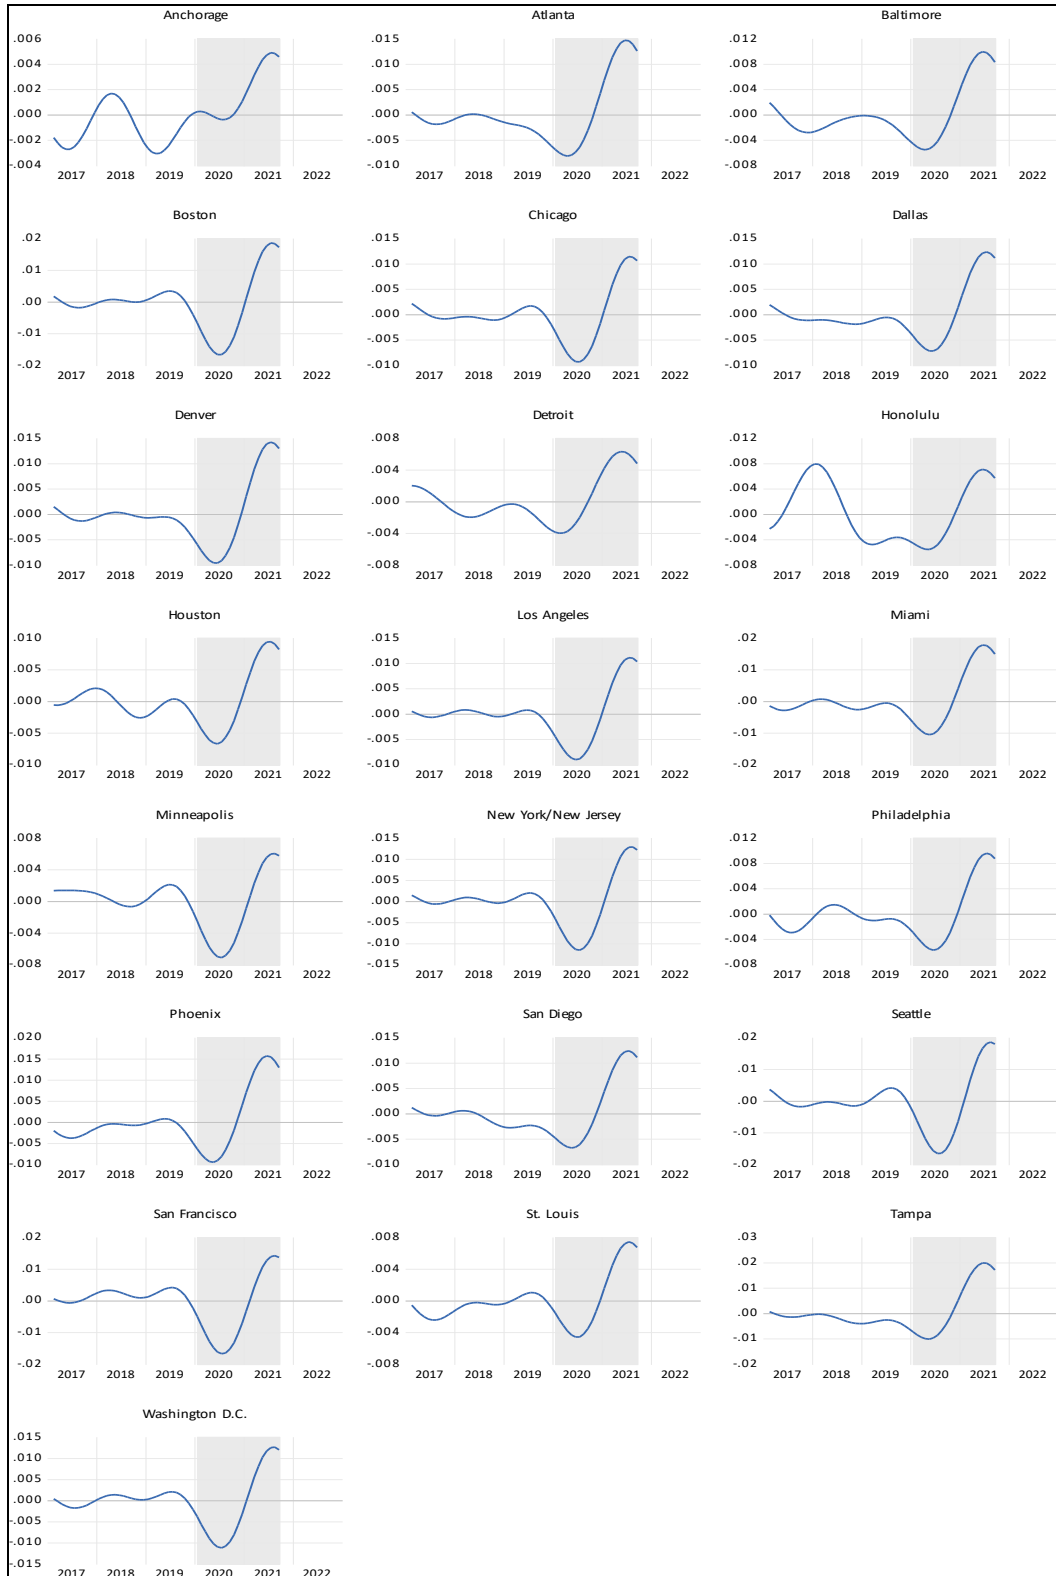 Anchorage Atlanta Baltimore
.006 .015 .012
.004 .010 .008
.002 .005 .004
.000 .000 .000
-.002 -.005 -.004
-.004 -.010 -.008
2017 2018 2019 2020 2021 2022 2017 2018 2019 2020 2021 2022 2017 2018 2019 2020 2021 2022
Boston Chicago Dallas
.02 .015 .015
.01 .010 .010
.00 .005 .005
-.01 .000 .000
-.02 -.005 -.005
-.010 -.010
2017 2018 2019 2020 2021 2022 2017 2018 2019 2020 2021 2022 2017 2018 2019 2020 2021 2022
Denver Detroit Honolulu
.015 .008 .012
.010 .004 .008
.005 .000 .004
.000 -.004 .000
-.005 -.008 -.004
-.010 -.008
2017 2018 2019 2020 2021 2022 2017 2018 2019 2020 2021 2022 2017 2018 2019 2020 2021 2022
Houston Los Angeles Miami
.010 .015 .02
.005 .010 .01
.000 .005 .00
-.005 .000 -.01
-.010 -.005 -.02
-.010
2017 2018 2019 2020 2021 2022 2017 2018 2019 2020 2021 2022 2017 2018 2019 2020 2021 2022
Minneapolis New York/New Jersey Philadelphia
.008 .015 .012
.004 .010 .008
.000 .005 .004
-.004 .000 .000
-.008 -.005 -.004
-.010 -.008
-.015
2017 2018 2019 2020 2021 2022 2017 2018 2019 2020 2021 2022 2017 2018 2019 2020 2021 2022
Phoenix San Diego Seattle
.020 .015 .02
.015 .010 .01
.010 .005 .00
.005 .000 -.01
.000 -.005 -.02
-.005 -.010
-.010
2017 2018 2019 2020 2021 2022 2017 2018 2019 2020 2021 2022 2017 2018 2019 2020 2021 2022
San Francisco St. Louis Tampa
.02 .008 .03
.01 .004 .02
.00 .000 .01
-.01 -.004 .00
-.02 -.008 -.01
-.02
2017 2018 2019 2020 2021 2022 2017 2018 2019 2020 2021 2022 2017 2018 2019 2020 2021 2022
Washington D.C.
.015
.010
.005
.000
-.005
-.010
-.015
2017 2018 2019 2020 2021 2022